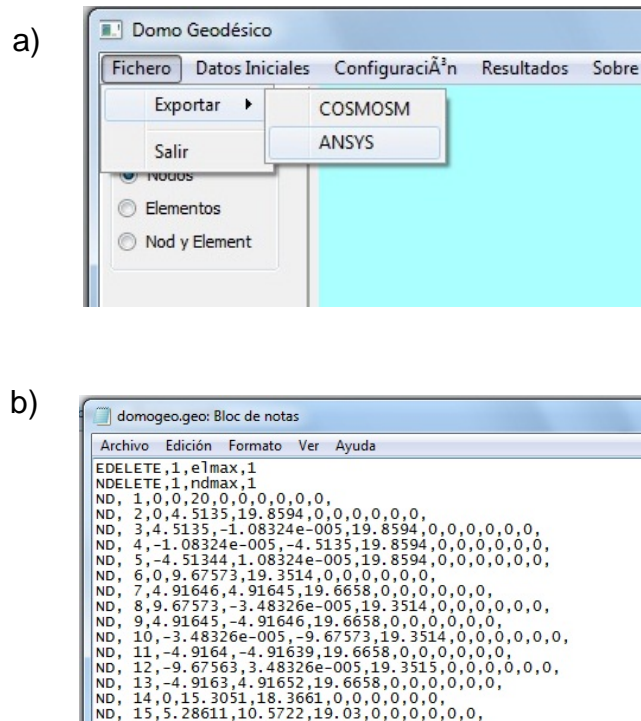 a)
Domo Geodésico
Fichero Datos Iniciales ConfiguraciÃ³n Resultados Sobre
Exportar COSMOSM
ANSYS
Salir
Nodos
Elementos
Nod y Element
b)
domogeo.geo: Bloc de notas
Archivo Edición Formato Ver Ayuda
EDELETE,1,elmax,1
NDELETE,1,ndmax,1
ND, 1,0,0,20,0,0,0,0,0,0,
ND, 2,0,4.5135,19.8594,0,0,0,0,0,0,
ND, 3,4.5135,-1.08324e-005,19.8594,0,0,0,0,0,0,
ND, 4,-1.08324e-005,-4.5135,19.8594,0,0,0,0,0,0,
ND, 5,-4.51344,1.08324e-005,19.8594,0,0,0,0,0,0,
ND, 6,0,9.67573,19.3514,0,0,0,0,0,0,
ND, 7,4.91646,4.91645,19.6658,0,0,0,0,0,0,
ND, 8,9.67573,-3.48326e-005,19.3514,0,0,0,0,0,0,
ND, 9,4.91645,-4.91646,19.6658,0,0,0,0,0,0,
ND, 10,-3.48326e-005,-9.67573,19.3514,0,0,0,0,0,0,
ND, 11,-4.9164,-4.91639,19.6658,0,0,0,0,0,0,
ND, 12,-9.67563,3.48326e-005,19.3515,0,0,0,0,0,0,
ND, 13,-4.9163,4.91652,19.6658,0,0,0,0,0,0,
ND, 14,0,15.3051,18.3661,0,0,0,0,0,0,
ND, 15,5.28611,10.5722,19.03,0,0,0,0,0,0,